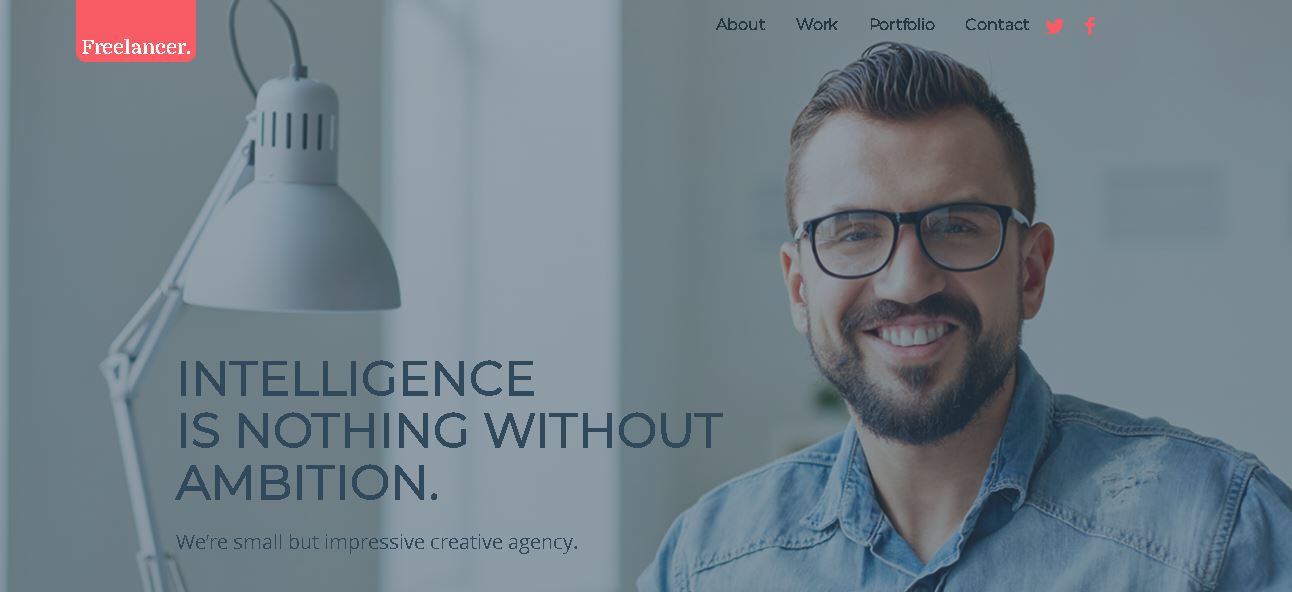 Freelancer.
About Work Portfolio Contact
INTELLIGENCE
IS NOTHING WITHOUT
AMBITION.
We're small but impressive creative agency.